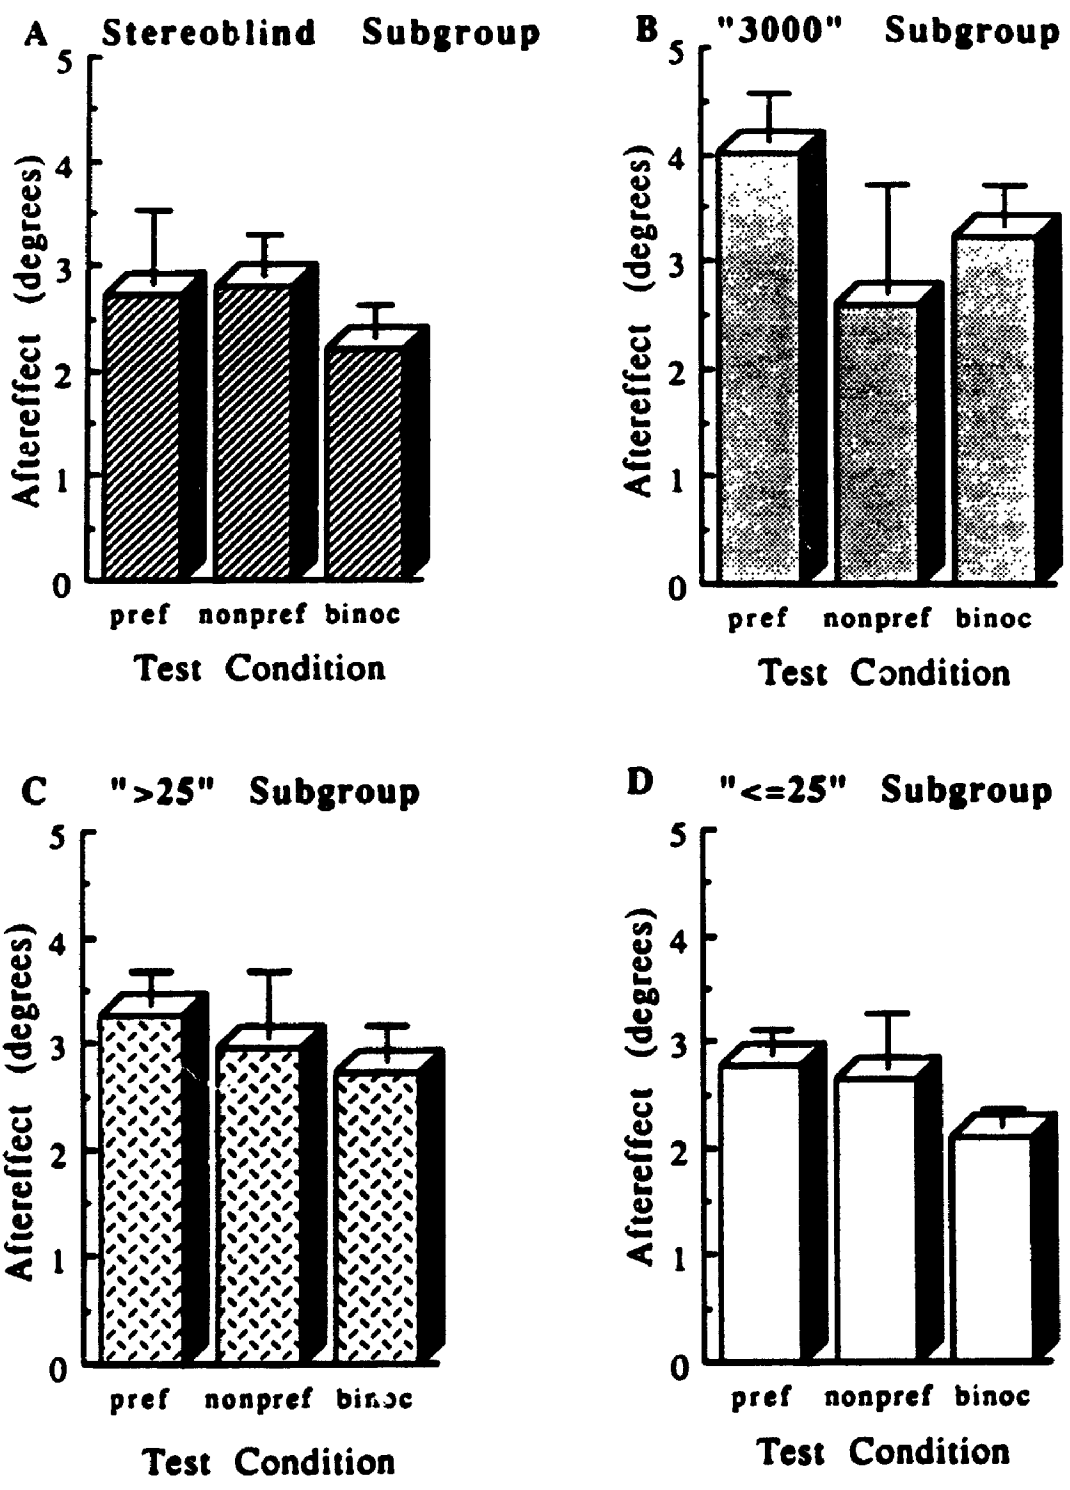 A Stereoblind Subgroup
5
4
3
2
1
0
Aftereffect (degrees)
pref nonpref binoc
Test Condition
B "3000" Subgroup
5
4
3
2
1
0
Aftereffect (degrees)
pref nonpref binoc
Test Condition
C ">25" Subgroup
5
4
3
2
1
0
Aftereffect (degrees)
pref nonpref binoc
Test Condition
D "<=25" Subgroup
5
4
3
2
1
0
Aftereffect (degrees)
pref nonpref binoc
Test Condition